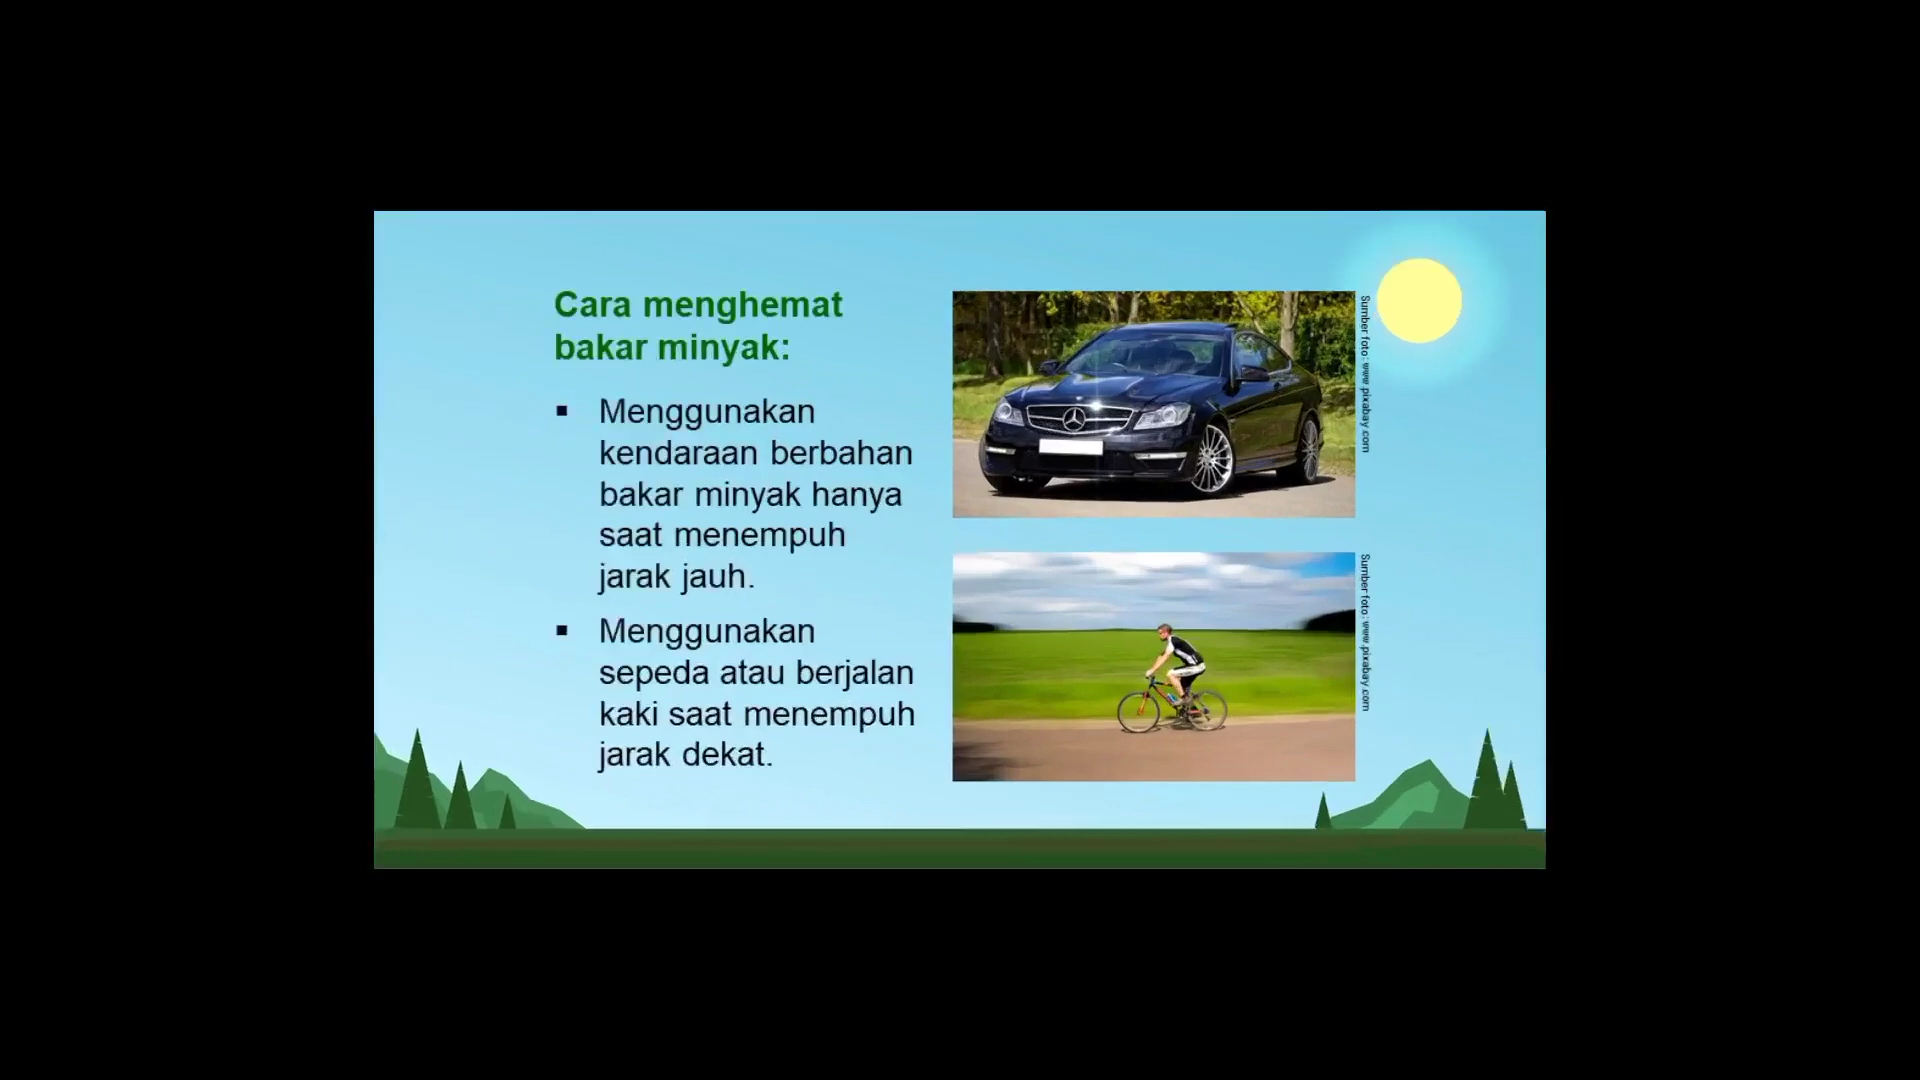 Cara menghemat
bakar minyak:
▪ Menggunakan
kendaraan berbahan
bakar minyak hanya
saat menempuh
jarak jauh.
▪ Menggunakan
sepeda atau berjalan
kaki saat menempuh
jarak dekat.
Sumber foto: www.pixabay.com
Sumber foto: www.pixabay.com